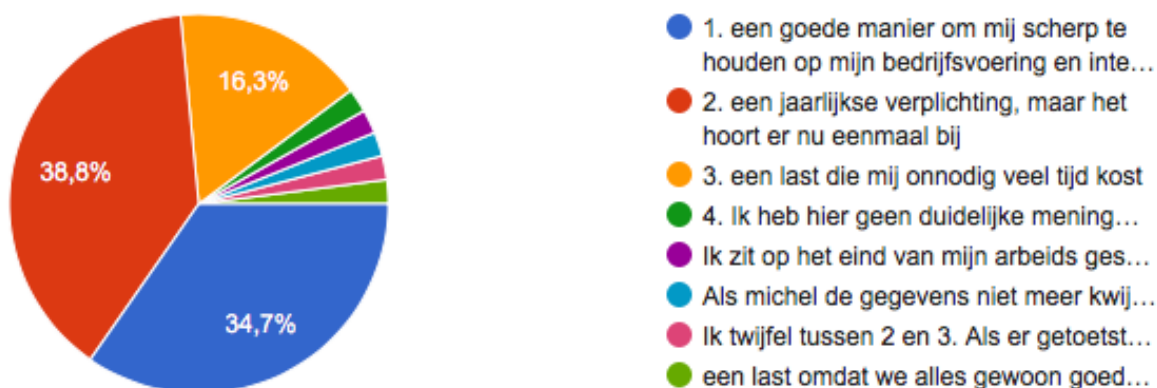 16,3%
38,8%
34,7%
1. een goede manier om mij scherp te
houden op mijn bedrijfsvoering en inte…
2. een jaarlijkse verplichting, maar het
hoort er nu eenmaal bij
3. een last die mij onnodig veel tijd kost
4. Ik heb hier geen duidelijke mening…
Ik zit op het eind van mijn arbeids ges…
Als michel de gegevens niet meer kwij…
Ik twijfel tussen 2 en 3. Als er getoetst…
een last omdat we alles gewoon goed…